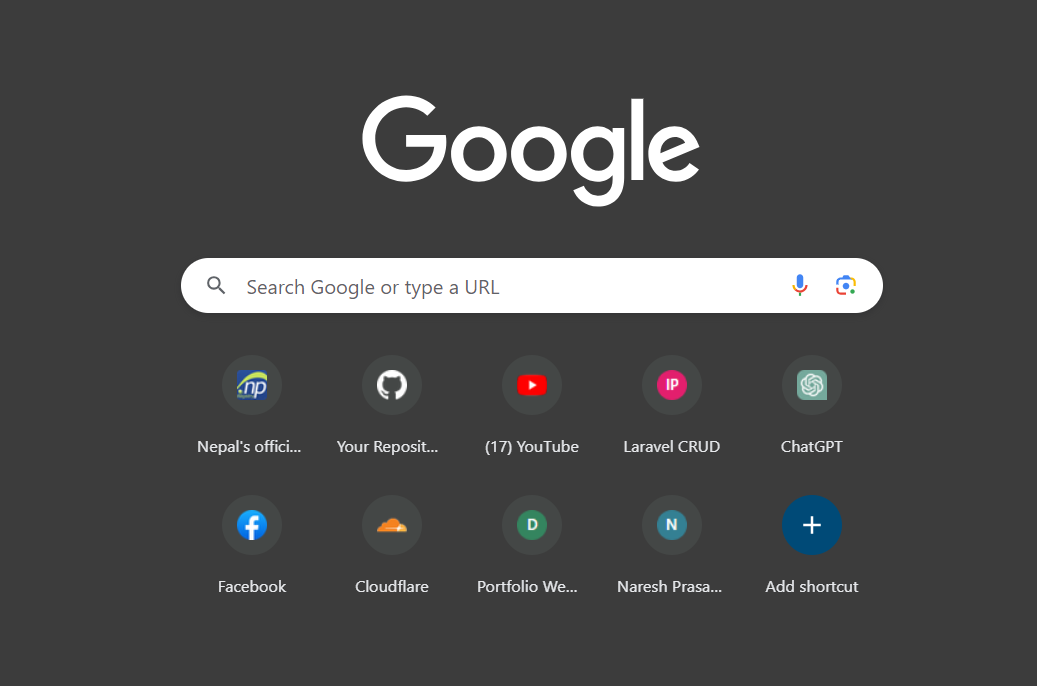 Google
Search Google or type a URL
.np
IP
Nepal's offici...
Your Reposit...
(17) YouTube
Laravel CRUD
ChatGPT
D
N
Facebook
Cloudflare
Portfolio We...
Naresh Prasa...
Add shortcut